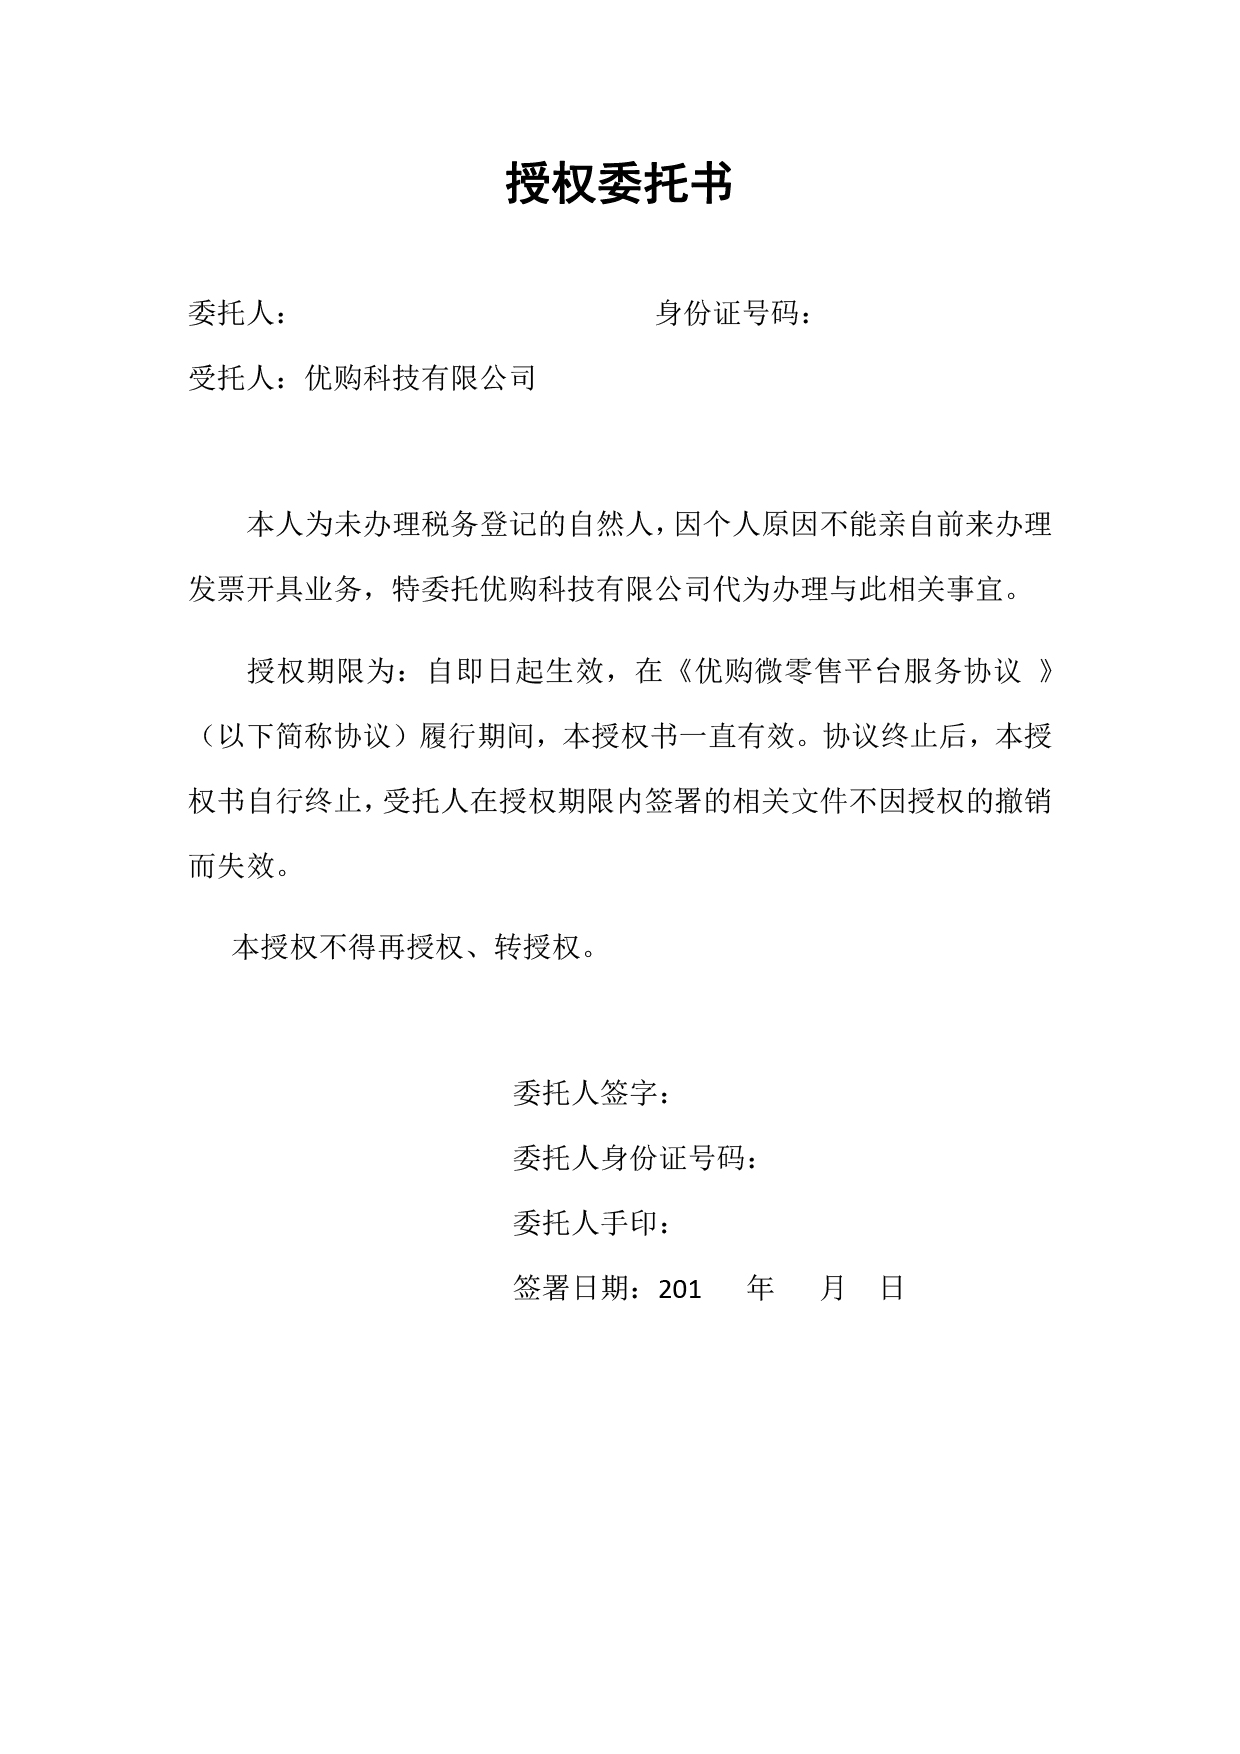 授权委托书
委托人： 身份证号码：
受托人：优购科技有限公司
本人为未办理税务登记的自然人，因个人原因不能亲自前来办理
发票开具业务，特委托优购科技有限公司代为办理与此相关事宜。
授权期限为：自即日起生效，在《优购微零售平台服务协议 》
（以下简称协议）履行期间，本授权书一直有效。协议终止后，本授
权书自行终止，受托人在授权期限内签署的相关文件不因授权的撤销
而失效。
本授权不得再授权、转授权。
委托人签字：
委托人身份证号码：
委托人手印：
签署日期：201 年 月 日